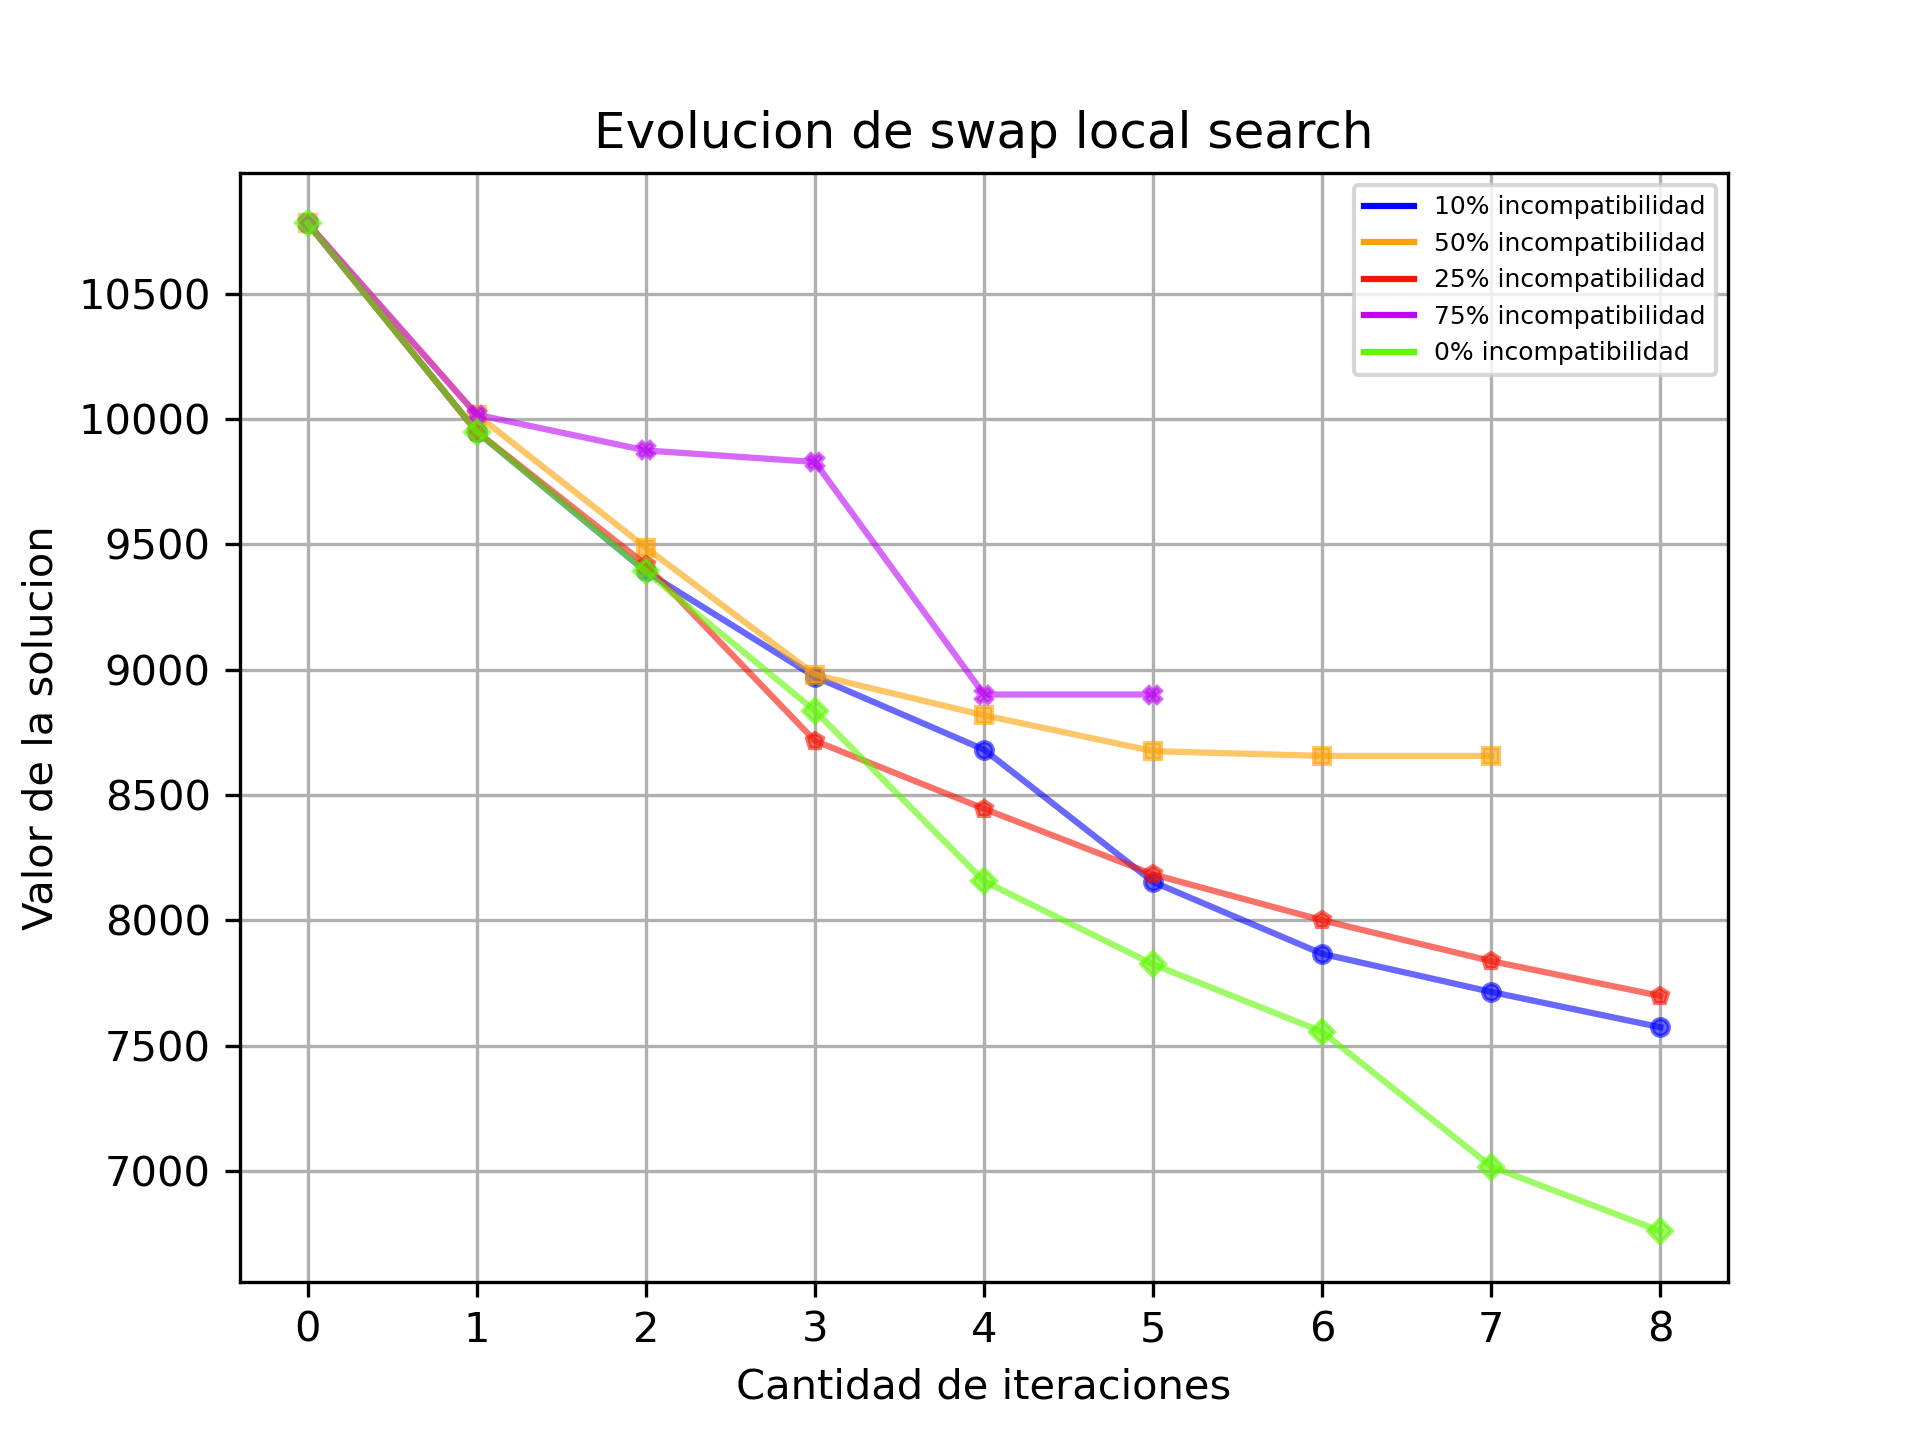 Evolucion de swap local search
10% incompatibilidad
50% incompatibilidad
25% incompatibilidad
75% incompatibilidad
0% incompatibilidad
Valor de la solucion
10500
10000
9500
9000
8500
8000
7500
7000
0 1 2 3 4 5 6 7 8
Cantidad de iteraciones